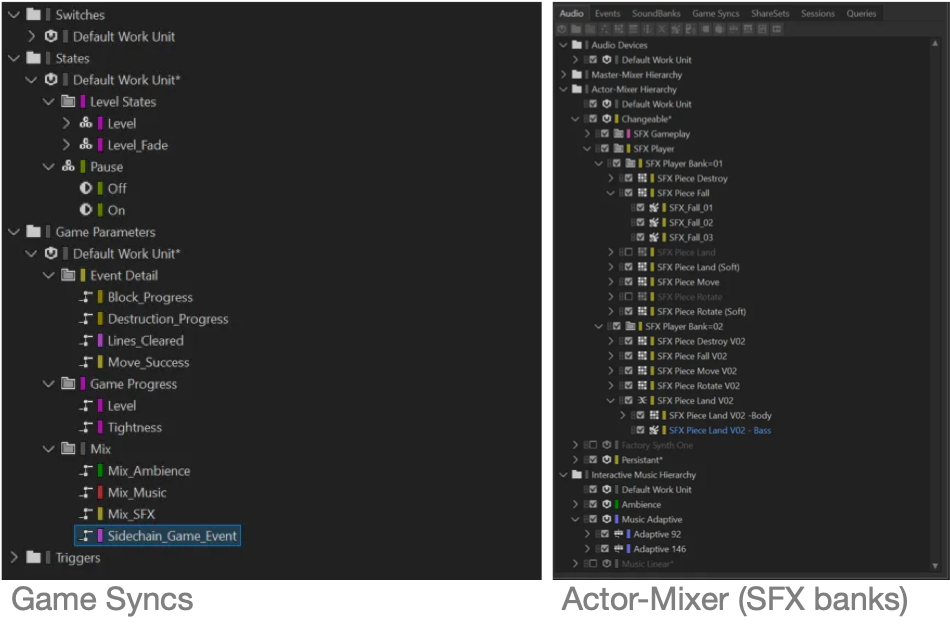 Switches
Default Work Unit
States
Default Work Unit*
Level States
Level
Level_Fade
Pause
Off
On
Game Parameters
Default Work Unit*
Event Detail
Block_Progress
Destruction_Progress
Lines_Cleared
Move_Success
Game Progress
Level
Tightness
Mix
Mix_Ambience
Mix_Music
Mix_SFX
Sidechain_Game_Event
Triggers
Game Syncs
Audio Events SoundBanks Game Syncs ShareSets Sessions Queries
Audio Devices
Default Work Unit
Master-Mixer Hierarchy
Actor-Mixer Hierarchy
Default Work Unit
Changeable*
SFX Gameplay
SFX Player
SFX Player Bank=01
SFX Piece Destroy
SFX Piece Fall
SFX_Fall_01
SFX_Fall_02
SFX_Fall_03
SFX Piece Land
SFX Piece Land (Soft)
SFX Piece Move
SFX Piece Rotate
SFX Piece Rotate (Soft)
SFX Player Bank=02
SFX Piece Destroy V02
SFX Piece Fall V02
SFX Piece Move V02
SFX Piece Rotate V02
SFX Piece Land V02
SFX Piece Land V02 -Body
SFX Piece Land V02 - Bass
Factory Synth One
Persistant*
Interactive Music Hierarchy
Default Work Unit
Ambience
Music Adaptive
Adaptive 92
Adaptive 146
Music Linear*
Actor-Mixer (SFX banks)